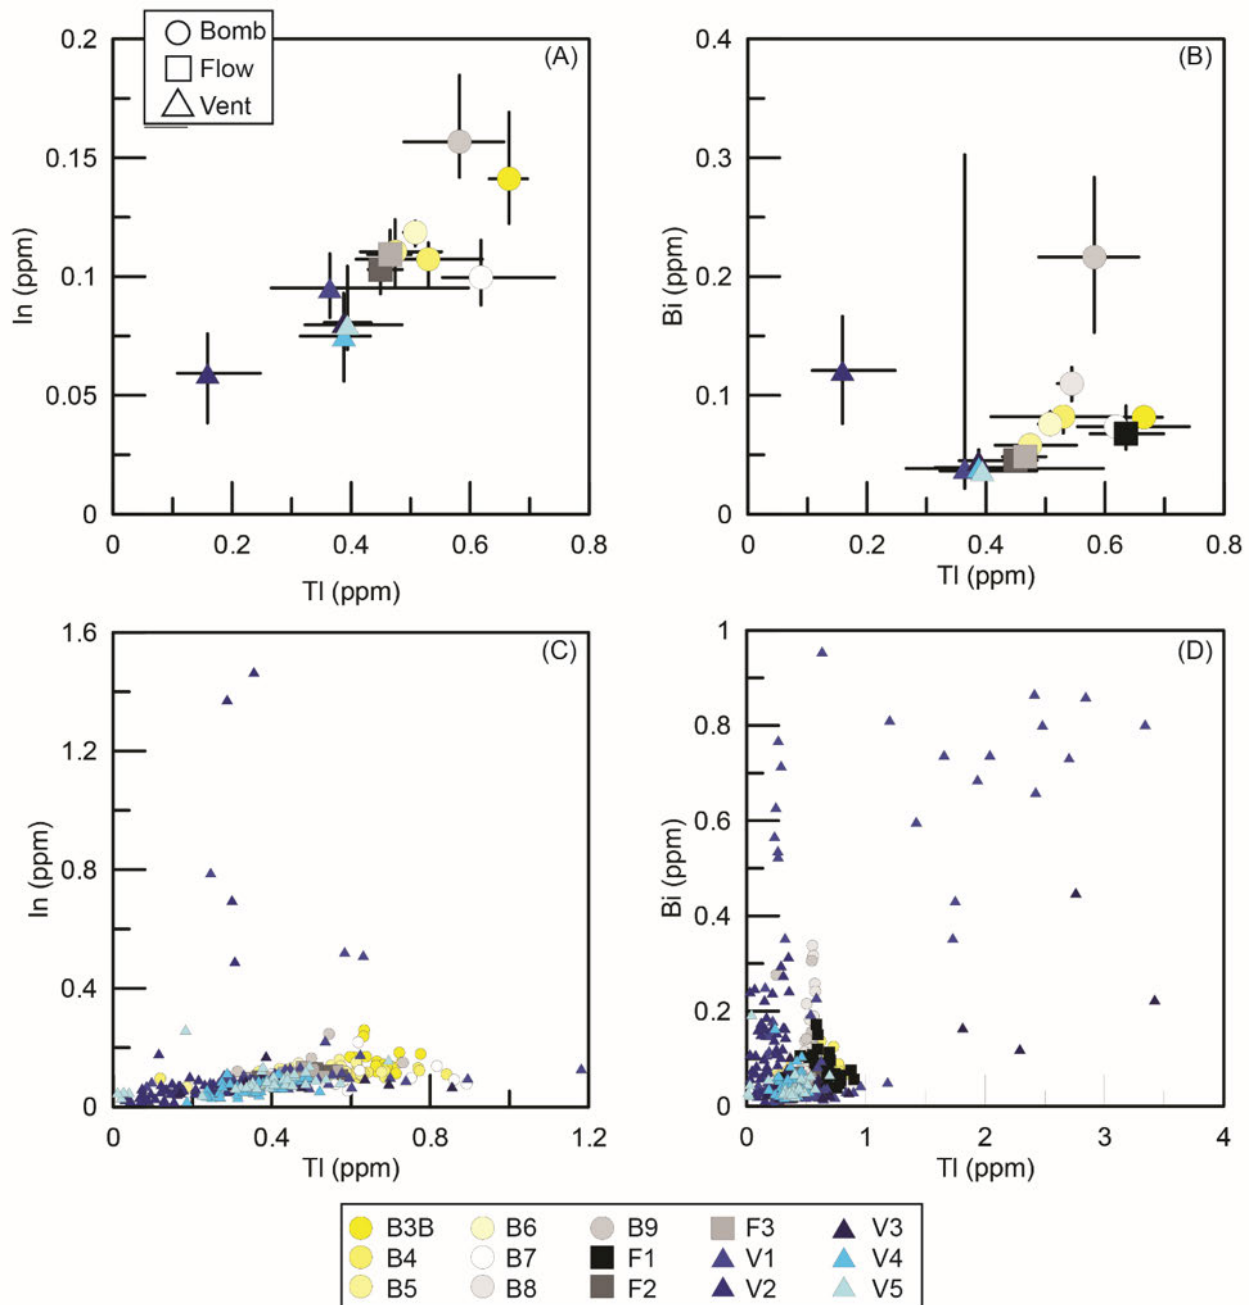 Bomb
Flow
Vent
(A)
0.2
0.15
0.1
0.05
0
In (ppm)
0 0.2 0.4 0.6 0.8
Tl (ppm)
(B)
0.4
0.3
0.2
0.1
0
Bi (ppm)
0 0.2 0.4 0.6 0.8
Tl (ppm)
(C)
1.6
1.2
0.8
0.4
0
In (ppm)
0 0.4 0.8 1.2
Tl (ppm)
(D)
1
0.8
0.6
0.4
0.2
0
Bi (ppm)
0 1 2 3 4
Tl (ppm)
B3B B6 B9 F3 V3
B4 B7 F1 V1 V4
B5 B8 F2 V2 V5